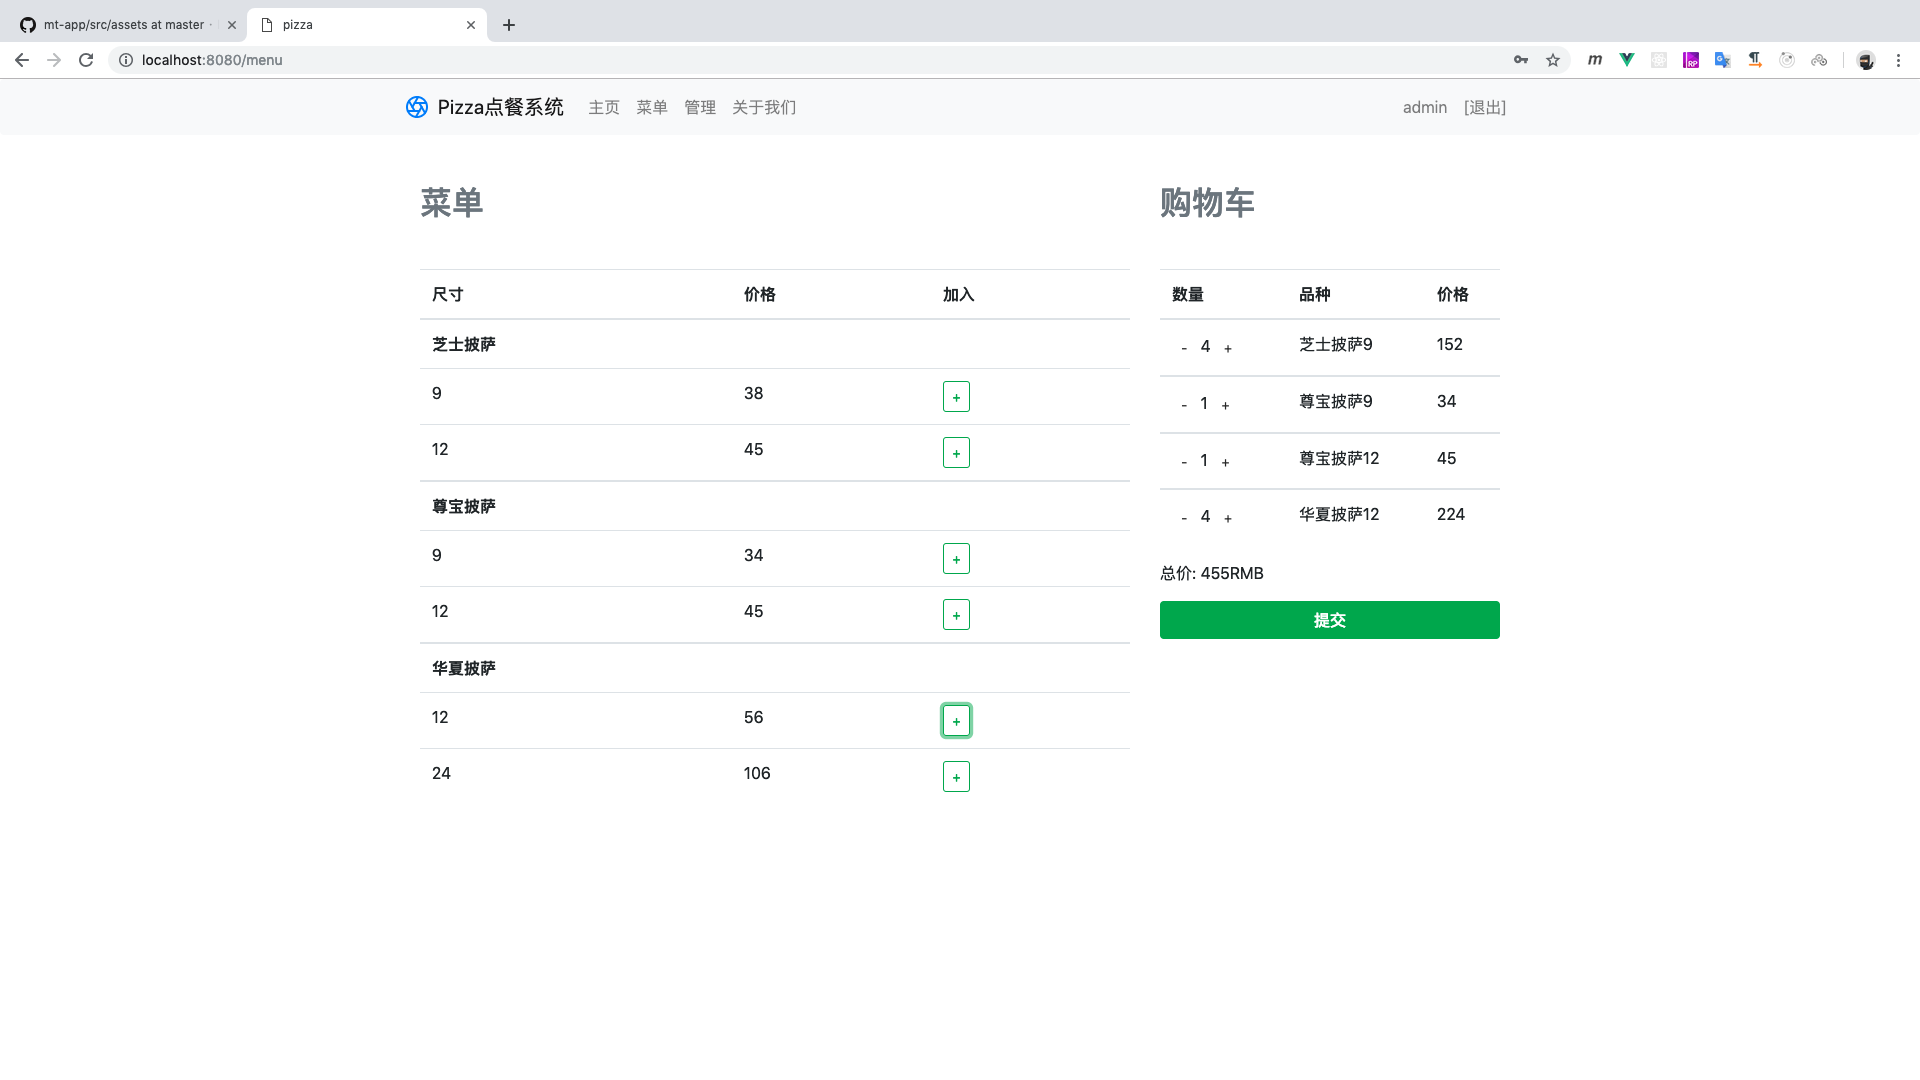 mt-app/src/assets at master ·
pizza
localhost:8080/menu
Pizza点餐系统 主页 菜单 管理 关于我们 admin [退出]
菜单
尺寸 价格 加入
芝士披萨
9 38 +
12 45 +
尊宝披萨
9 34 +
12 45 +
华夏披萨
12 56 +
24 106 +
购物车
数量 品种 价格
- 4 + 芝士披萨9 152
- 1 + 尊宝披萨9 34
- 1 + 尊宝披萨12 45
- 4 + 华夏披萨12 224
总价: 455RMB
提交